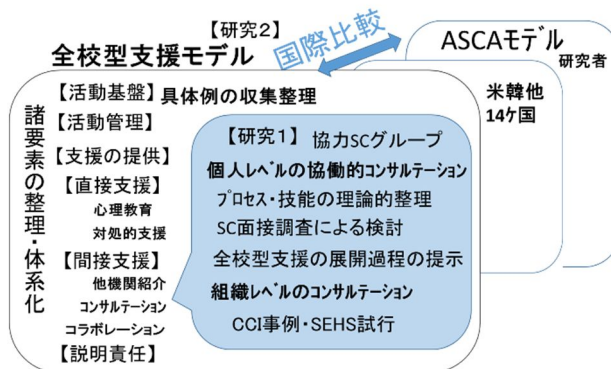 【研究2】
全校型支援モデル
国際比較
ASCAモデル
研究者
米韓他
14ケ国
諸要素の整理・体系化
【活動基盤】具体例の収集整理
【活動管理】
【支援の提供】
【直接支援】
心理教育
対処的支援
【間接支援】
他機関紹介
コンサルテーション
コラボレーション
【説明責任】
【研究1】 協力SCグループ
個人レベルの協働的コンサルテーション
プロセス・技能の理論的整理
SC面接調査による検討
全校型支援の展開過程の提示
組織レベルのコンサルテーション
CCI事例・SEHS試行